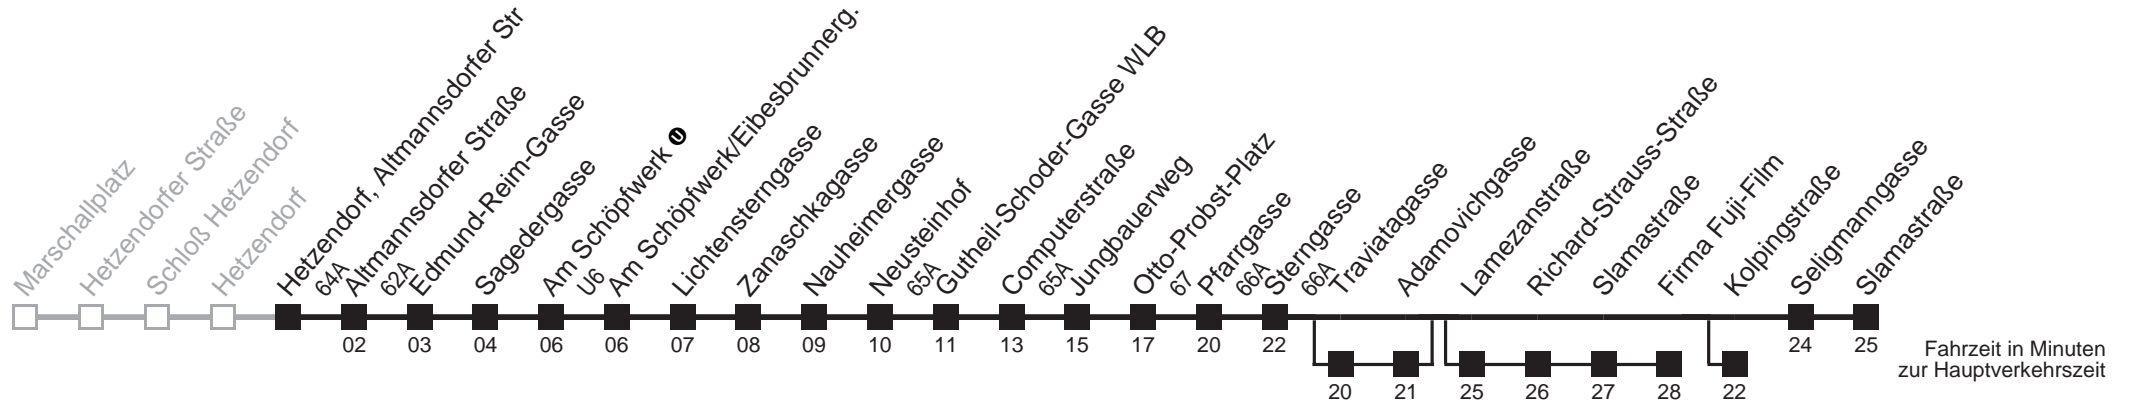 Marschallplatz
Hetzendorfer Straße
Schloß Hetzendorf
Hetzendorf
Hetzendorf, Altmannsdorfer Str
64A
Altmannsdorfer Straße
62A
Edmund-Reim-Gasse
Sagedergasse
Am Schöpfwerk U
U6
Am Schöpfwerk/Eibesbrunnerg.
Lichtensterngasse
Zanaschkagasse
Nauheimergasse
Neusteinhof
65A
Gutheil-Schoder-Gasse WLB
Computerstraße
65A
Jungbauerweg
Otto-Probst-Platz
67
Pfarrgasse
66A
Sterngasse
66A
Traviatagasse
Adamovichgasse
Lamezanstraße
Richard-Strauss-Straße
Slamastraße
Firma Fuji-Film
Kolpingstraße
Seligmanngasse
Slamastraße
02 03 04 06 06 07 08 09 10 11 13 15 17 20 22 24 25
20 21 25 26 27 28 22
Fahrzeit in Minuten
zur Hauptverkehrszeit